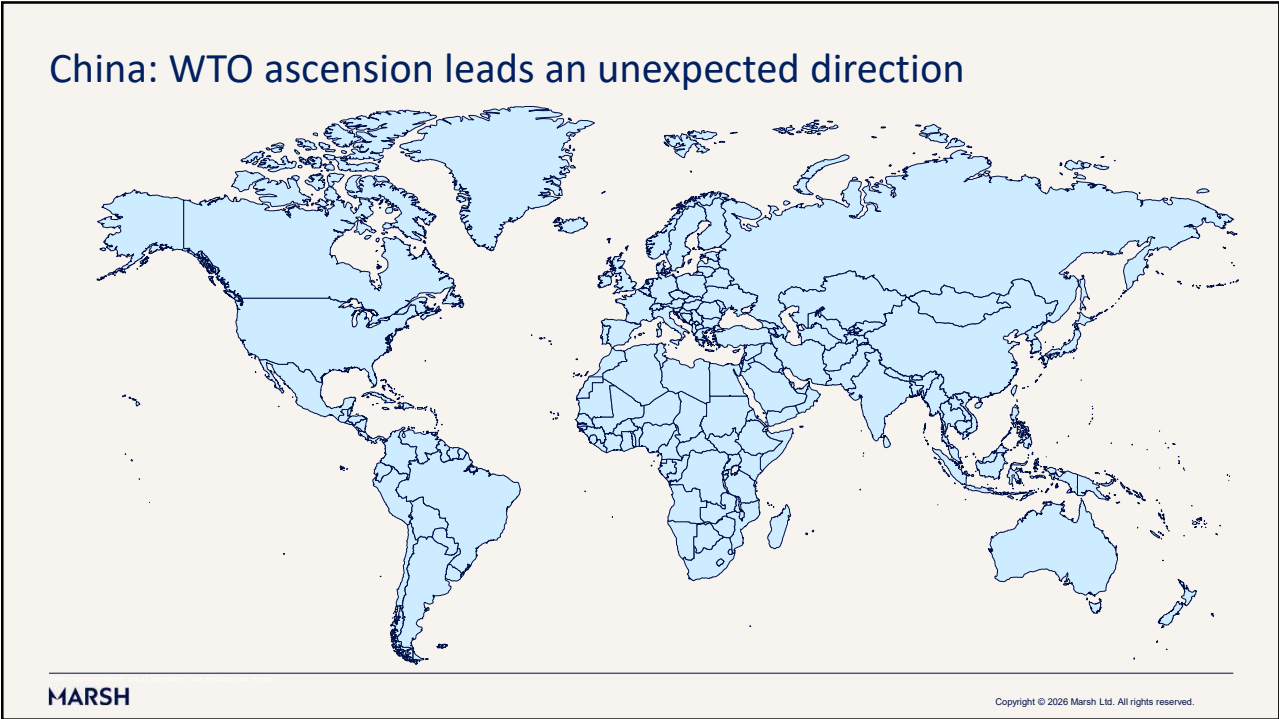 China: WTO ascension leads an unexpected direction
MARSH
Copyright © 2026 Marsh Ltd. All rights reserved.